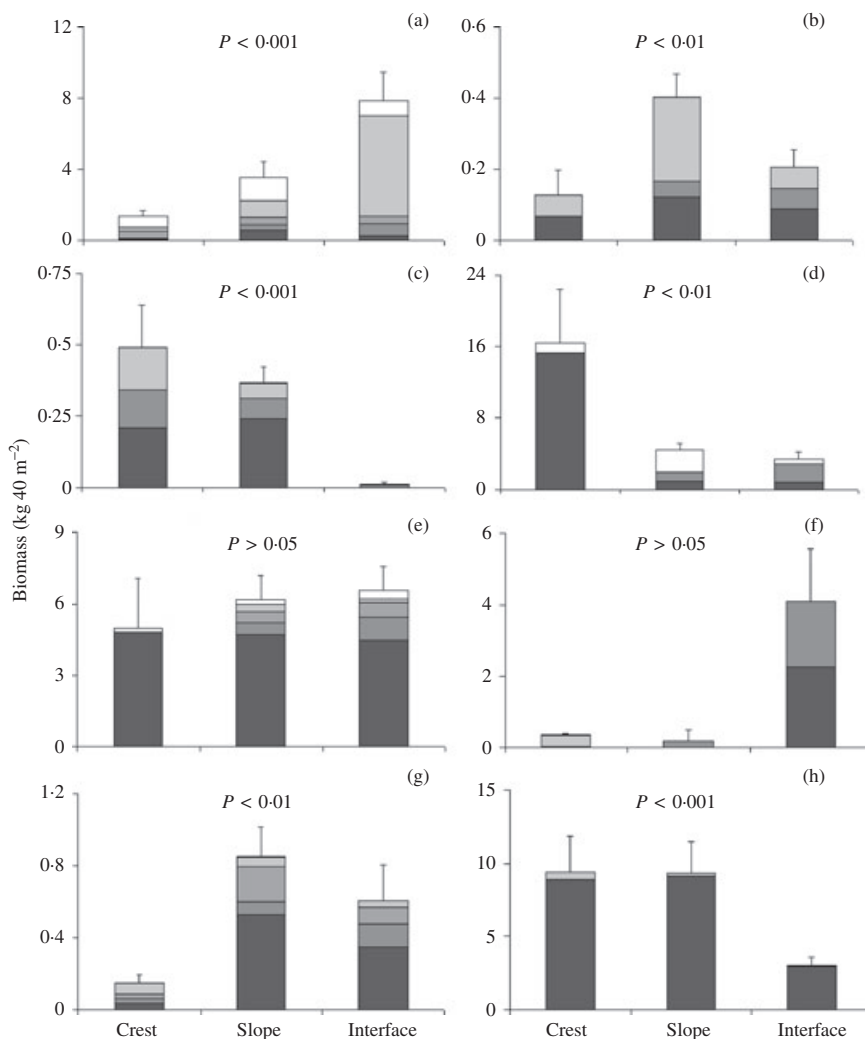 (a)
P < 0·001
12
8
4
0
(b)
P < 0·01
0·6
0·4
0·2
0
(c)
P < 0·001
0·75
0·5
0·25
0
(d)
P < 0·01
24
16
8
0
Biomass (kg 40 m−2)
(e)
P > 0·05
9
6
3
0
(f)
P > 0·05
6
4
2
0
(g)
P < 0·01
1·2
0·8
0·4
0
Crest Slope Interface
(h)
P < 0·001
15
10
5
0
Crest Slope Interface